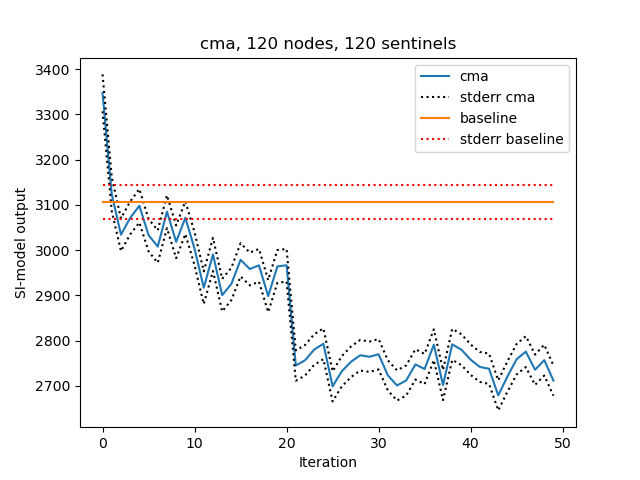 cma, 120 nodes, 120 sentinels
3400
3300
3200
3100
3000
2900
2800
2700
SI-model output
cma
stderr cma
baseline
stderr baseline
0
10
20
30
40
50
Iteration